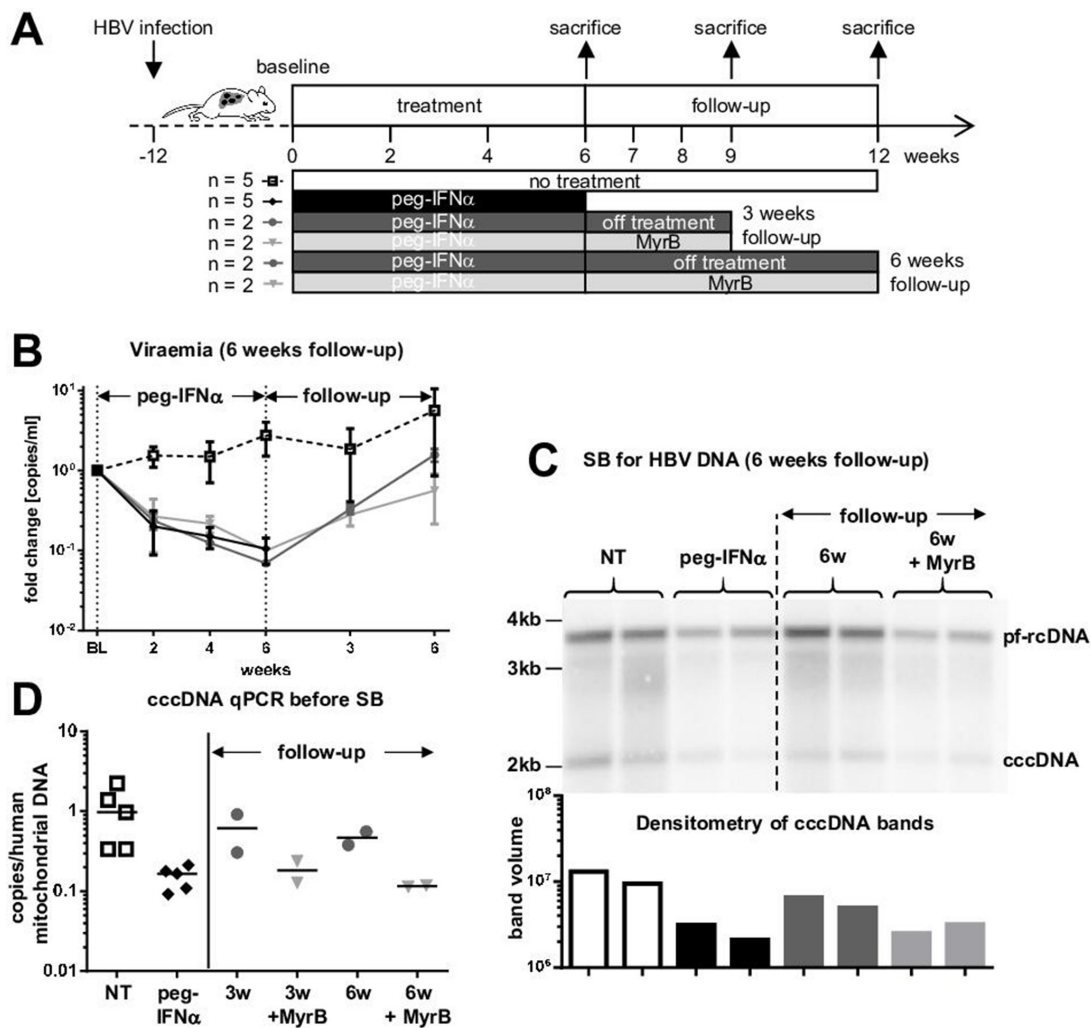 A
HBV infection
sacrifice
sacrifice
sacrifice
baseline
treatment
follow-up
-12
0
2
4
6
7
8
9
12
weeks
n = 5
no treatment
n = 5
peg-IFNα
n = 2
peg-IFNα
off treatment
3 weeks
n = 2
peg-IFNα
MyrB
follow-up
n = 2
peg-IFNα
off treatment
6 weeks
n = 2
peg-IFNα
MyrB
follow-up
B
Viraemia (6 weeks follow-up)
fold change [copies/ml]
10¹
10⁰
10⁻¹
10⁻²
peg-IFNα
follow-up
BL
2
4
6
3
6
weeks
C
SB for HBV DNA (6 weeks follow-up)
follow-up
NT
peg-IFNα
6w
6w
+ MyrB
4kb
3kb
2kb
pf-rcDNA
cccDNA
Densitometry of cccDNA bands
band volume
10⁸
10⁷
10⁶
D
cccDNA qPCR before SB
copies/human
mitochondrial DNA
10
1
0.1
0.01
follow-up
NT
peg-
IFNα
3w
3w
+MyrB
6w
6w
+ MyrB